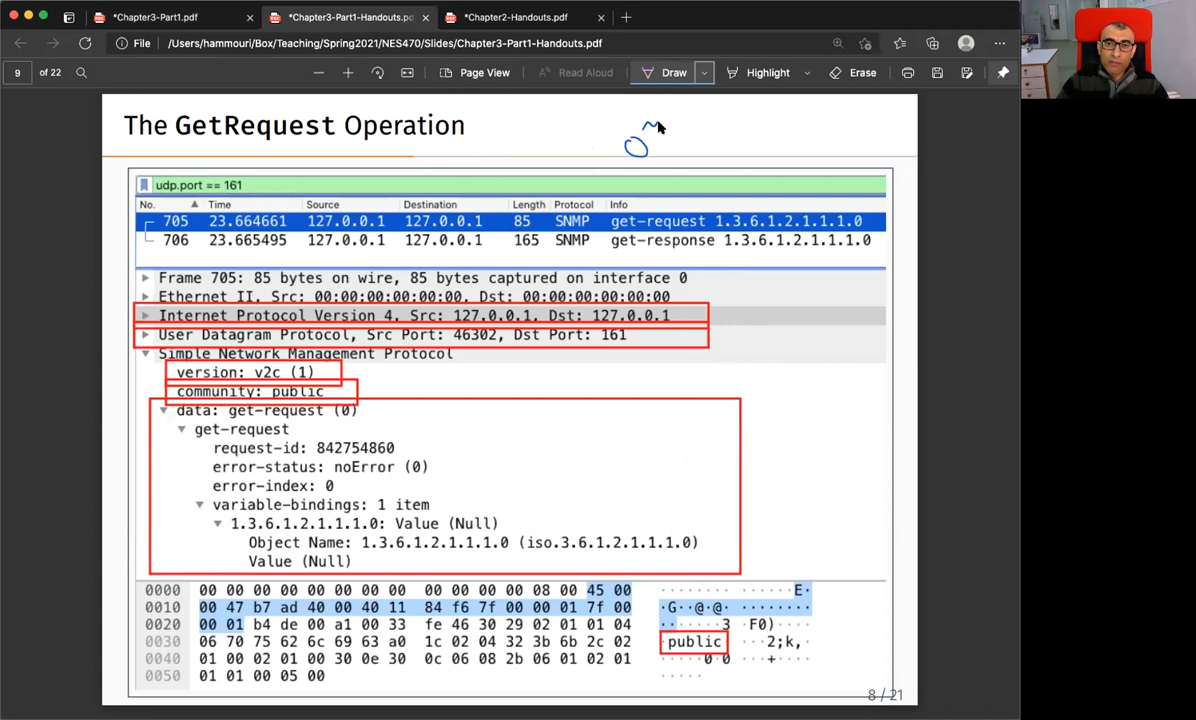 *Chapter3-Part1.pdf
*Chapter3-Part1-Handouts.pd
*Chapter2-Handouts.pdf
File
/Users/hammouri/Box/Teaching/Spring2021/NES470/Slides/Chapter3-Part1-Handouts.pdf
9 of 22
Page View
Read Aloud
Draw
Highlight
Erase
The GetRequest Operation
udp.port == 161
No. Time Source Destination Length Protocol Info
705 23.664661 127.0.0.1 127.0.0.1 85 SNMP get-request 1.3.6.1.2.1.1.1.0
706 23.665495 127.0.0.1 127.0.0.1 165 SNMP get-response 1.3.6.1.2.1.1.1.0
Frame 705: 85 bytes on wire, 85 bytes captured on interface 0
Ethernet II, Src: 00:00:00:00:00:00, Dst: 00:00:00:00:00:00
Internet Protocol Version 4, Src: 127.0.0.1, Dst: 127.0.0.1
User Datagram Protocol, Src Port: 46302, Dst Port: 161
Simple Network Management Protocol
version: v2c (1)
community: public
data: get-request (0)
get-request
request-id: 842754860
error-status: noError (0)
error-index: 0
variable-bindings: 1 item
1.3.6.1.2.1.1.1.0: Value (Null)
Object Name: 1.3.6.1.2.1.1.1.0 (iso.3.6.1.2.1.1.1.0)
Value (Null)
0000 00 00 00 00 00 00 00 00 00 00 00 00 08 00 45 00 ········ ······E·
0010 00 47 b7 ad 40 00 40 11 84 f6 7f 00 00 01 7f 00 ·G··@·@· ········
0020 00 01 b4 de 00 a1 00 33 fe 46 30 29 02 01 01 04 ·······3 ·F0)····
0030 06 70 75 62 6c 69 63 a0 1c 02 04 32 3b 6b 2c 02 ·public· ···2;k,·
0040 01 00 02 01 00 30 0e 30 0c 06 08 2b 06 01 02 01 ·····0·0 ···+····
0050 01 01 00 05 00 ·····
8 / 21